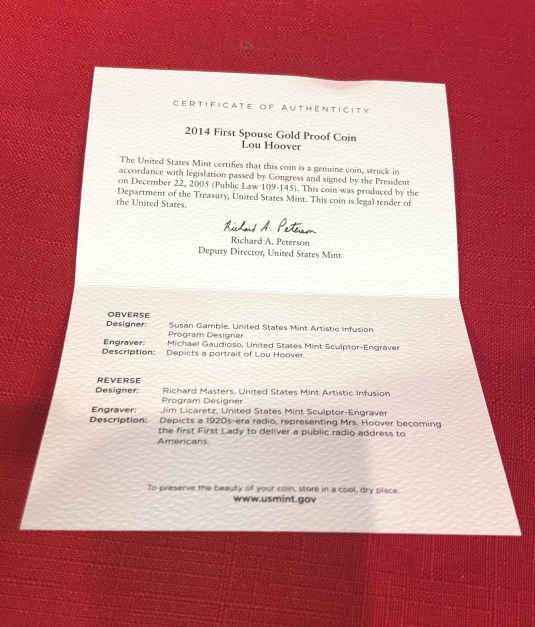 CERTIFICATE OF AUTHENTICITY
2014 First Spouse Gold Proof Coin
Lou Hoover
The United States Mint certifies that this coin is a genuine coin, struck in
accordance with legislation passed by Congress and signed by the President
on December 22, 2005 (Public Law 109-145). This coin was produced by the
Department of the Treasury, United States Mint. This coin is legal tender of
the United States.
Richard A. Peterson
Richard A. Peterson
Deputy Director, United States Mint
OBVERSE
Designer: Susan Gamble, United States Mint Artistic Infusion
Program Designer
Engraver: Michael Gaudioso, United States Mint Sculptor-Engraver
Description: Depicts a portrait of Lou Hoover.
REVERSE
Designer: Richard Masters, United States Mint Artistic Infusion
Program Designer
Engraver: Jim Licaretz, United States Mint Sculptor-Engraver
Description: Depicts a 1920s-era radio, representing Mrs. Hoover becoming
the first First Lady to deliver a public radio address to
Americans.
To preserve the beauty of your coin, store in a cool, dry place.
www.usmint.gov